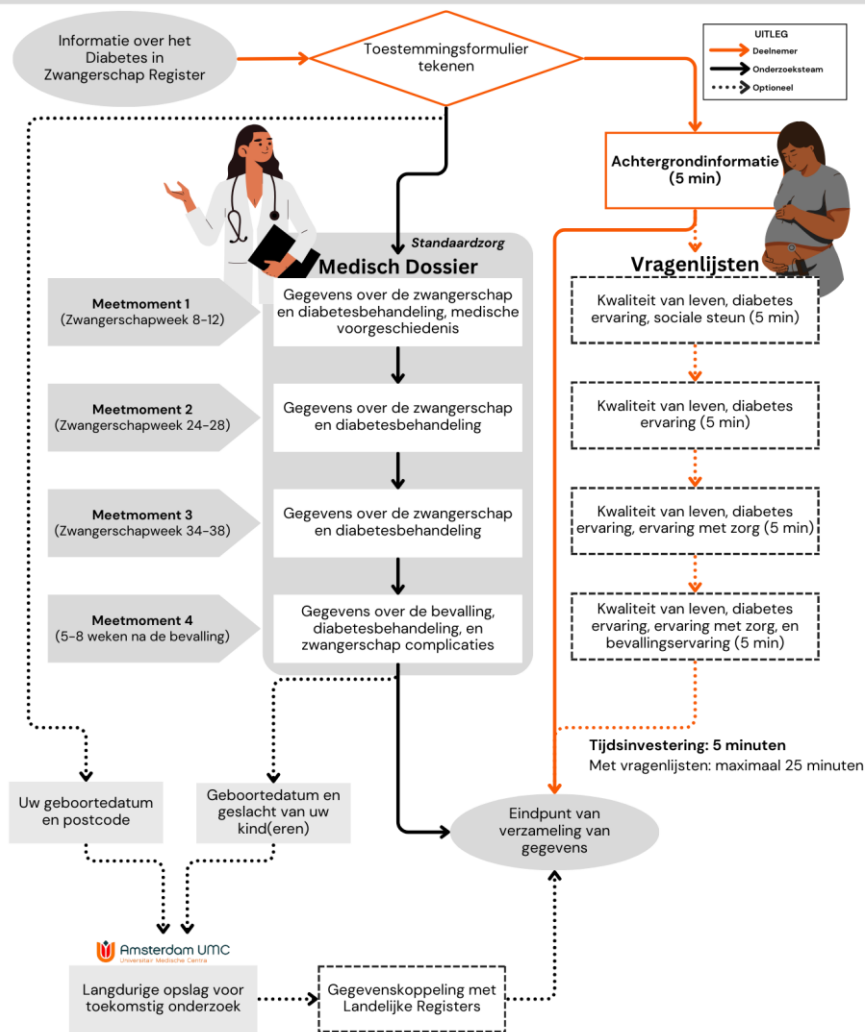 Informatie over het
Diabetes in
Zwangerschap Register
Toestemmingsformulier
tekenen
UITLEG
Deelnemer
Onderzoeksteam
Optioneel
Achtergrondinformatie
(5 min)
Standaardzorg
Medisch Dossier
Vragenlijsten
Meetmoment 1
(Zwangerschapweek 8-12)
Gegevens over de zwangerschap
en diabetesbehandeling, medische
voorgeschiedenis
Kwaliteit van leven, diabetes
ervaring, sociale steun (5 min)
Meetmoment 2
(Zwangerschapweek 24-28)
Gegevens over de zwangerschap
en diabetesbehandeling
Kwaliteit van leven, diabetes
ervaring (5 min)
Meetmoment 3
(Zwangerschapweek 34-38)
Gegevens over de zwangerschap
en diabetesbehandeling
Kwaliteit van leven, diabetes
ervaring, ervaring met zorg (5 min)
Meetmoment 4
(5-8 weken na de bevalling)
Gegevens over de bevalling,
diabetesbehandeling, en
zwangerschap complicaties
Kwaliteit van leven, diabetes
ervaring, ervaring met zorg, en
bevallingservaring (5 min)
Tijdsinvestering: 5 minuten
Met vragenlijsten: maximaal 25 minuten
Uw geboortedatum
en postcode
Geboortedatum en
geslacht van uw
kind(eren)
Eindpunt van
verzameling van
gegevens
Amsterdam UMC
Universitair Medische Centra
Langdurige opslag voor
toekomstig onderzoek
Gegevenskoppeling met
Landelijke Registers